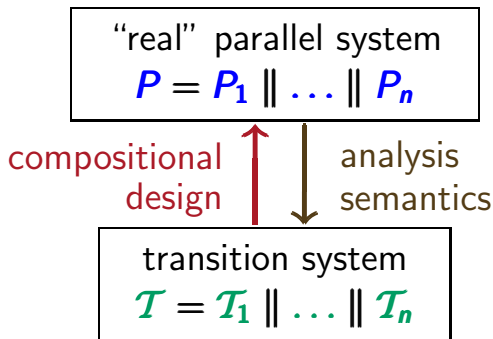 “real” parallel system
P = P₁ ∥ … ∥ Pₙ
compositional design
analysis semantics
transition system
𝒯 = 𝒯₁ ∥ … ∥ 𝒯ₙ